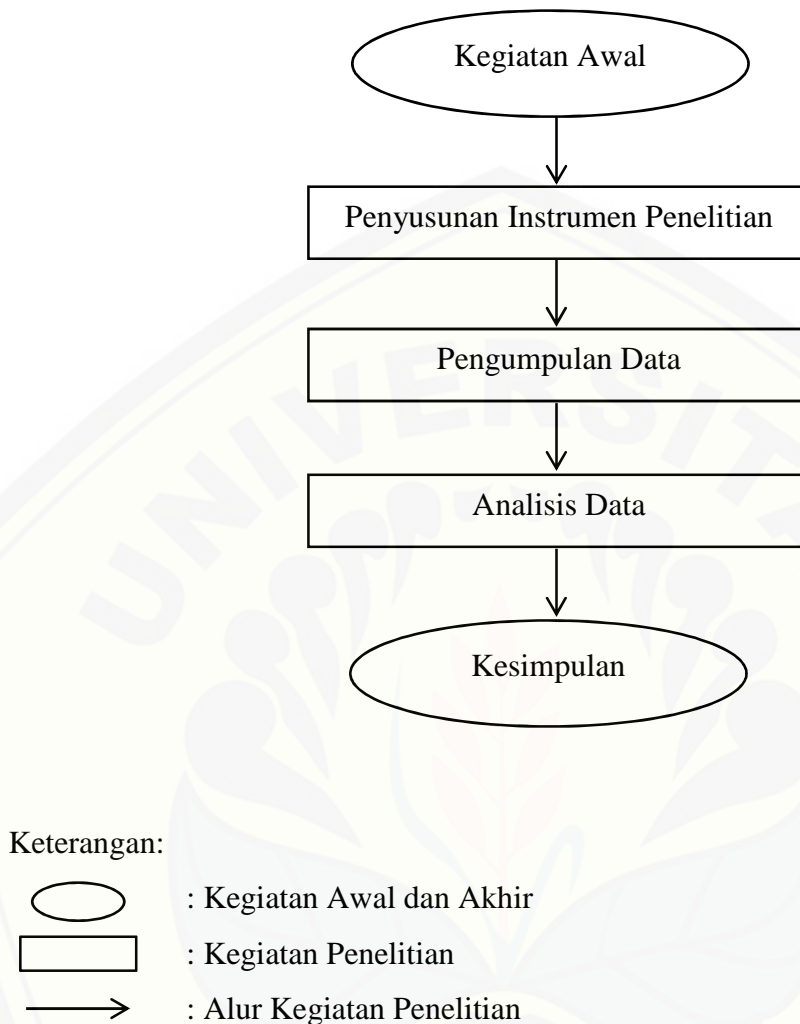 Kegiatan Awal
Penyusunan Instrumen Penelitian
Pengumpulan Data
Analisis Data
Kesimpulan
Keterangan:
: Kegiatan Awal dan Akhir
: Kegiatan Penelitian
: Alur Kegiatan Penelitian
UNIVERSITA